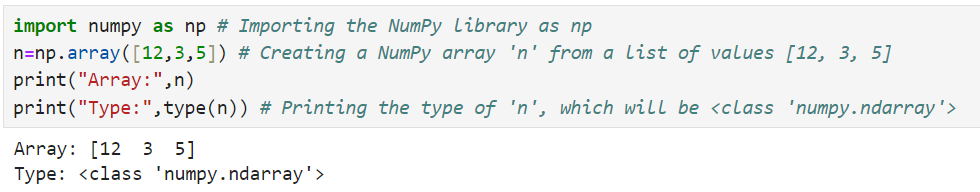 import numpy as np # Importing the NumPy library as np
n=np.array([12,3,5]) # Creating a NumPy array 'n' from a list of values [12, 3, 5]
print("Array:",n)
print("Type:",type(n)) # Printing the type of 'n', which will be <class 'numpy.ndarray'>
Array: [12  3  5]
Type: <class 'numpy.ndarray'>